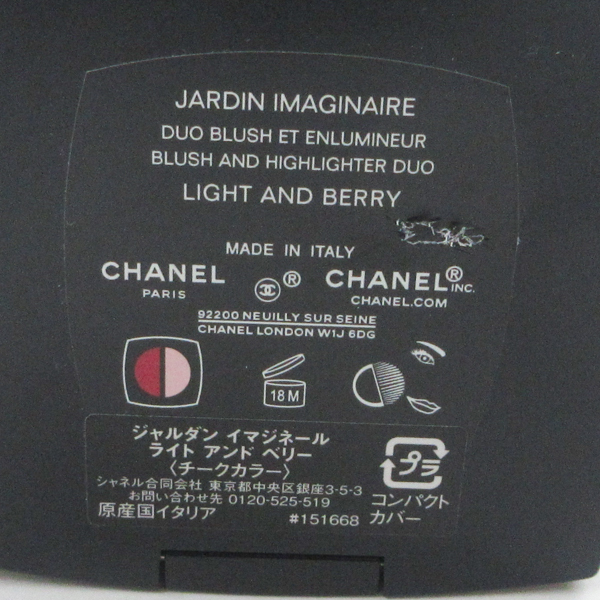 JARDIN IMAGINAIRE
DUO BLUSH ET ENLUMINEUR
BLUSH AND HIGHLIGHTER DUO
LIGHT AND BERRY
MADE IN ITALY
CHANEL ® CHANEL® INC.
PARIS CHANEL.COM
92200 NEUILLY SUR SEINE
CHANEL LONDON W1J 6DG
18 M
ジャルダン イマジネール
ライト アンド ベリー
〈チークカラー〉
シャネル合同会社 東京都中央区銀座3-5-3
お問い合わせ先 0120-525-519
原産国イタリア #151668
プラ
コンパクト
カバー